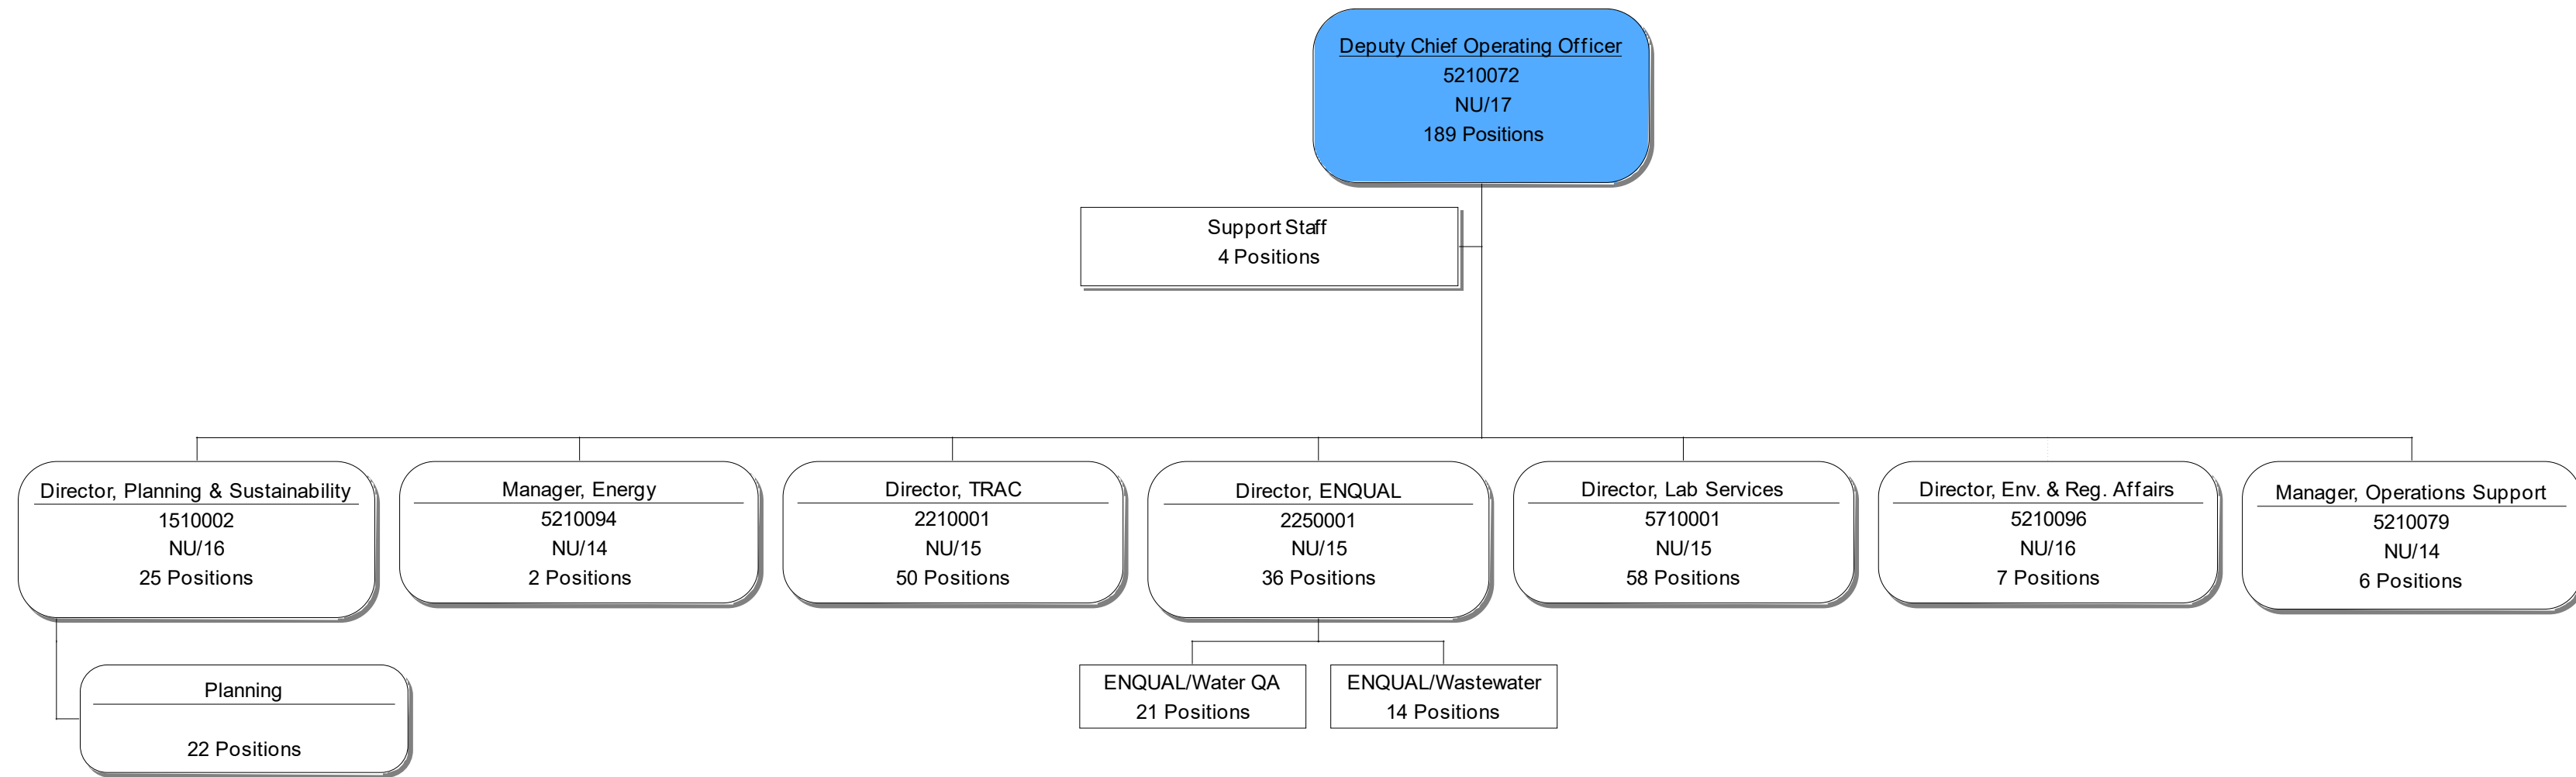 Deputy Chief Operating Officer
5210072
NU/17
189 Positions
Support Staff
4 Positions
Director, Planning & Sustainability
1510002
NU/16
25 Positions
Manager, Energy
5210094
NU/14
2 Positions
Director, TRAC
2210001
NU/15
50 Positions
Director, ENQUAL
2250001
NU/15
36 Positions
Director, Lab Services
5710001
NU/15
58 Positions
Director, Env. & Reg. Affairs
5210096
NU/16
7 Positions
Manager, Operations Support
5210079
NU/14
6 Positions
Planning
22 Positions
ENQUAL/Water QA
21 Positions
ENQUAL/Wastewater
14 Positions